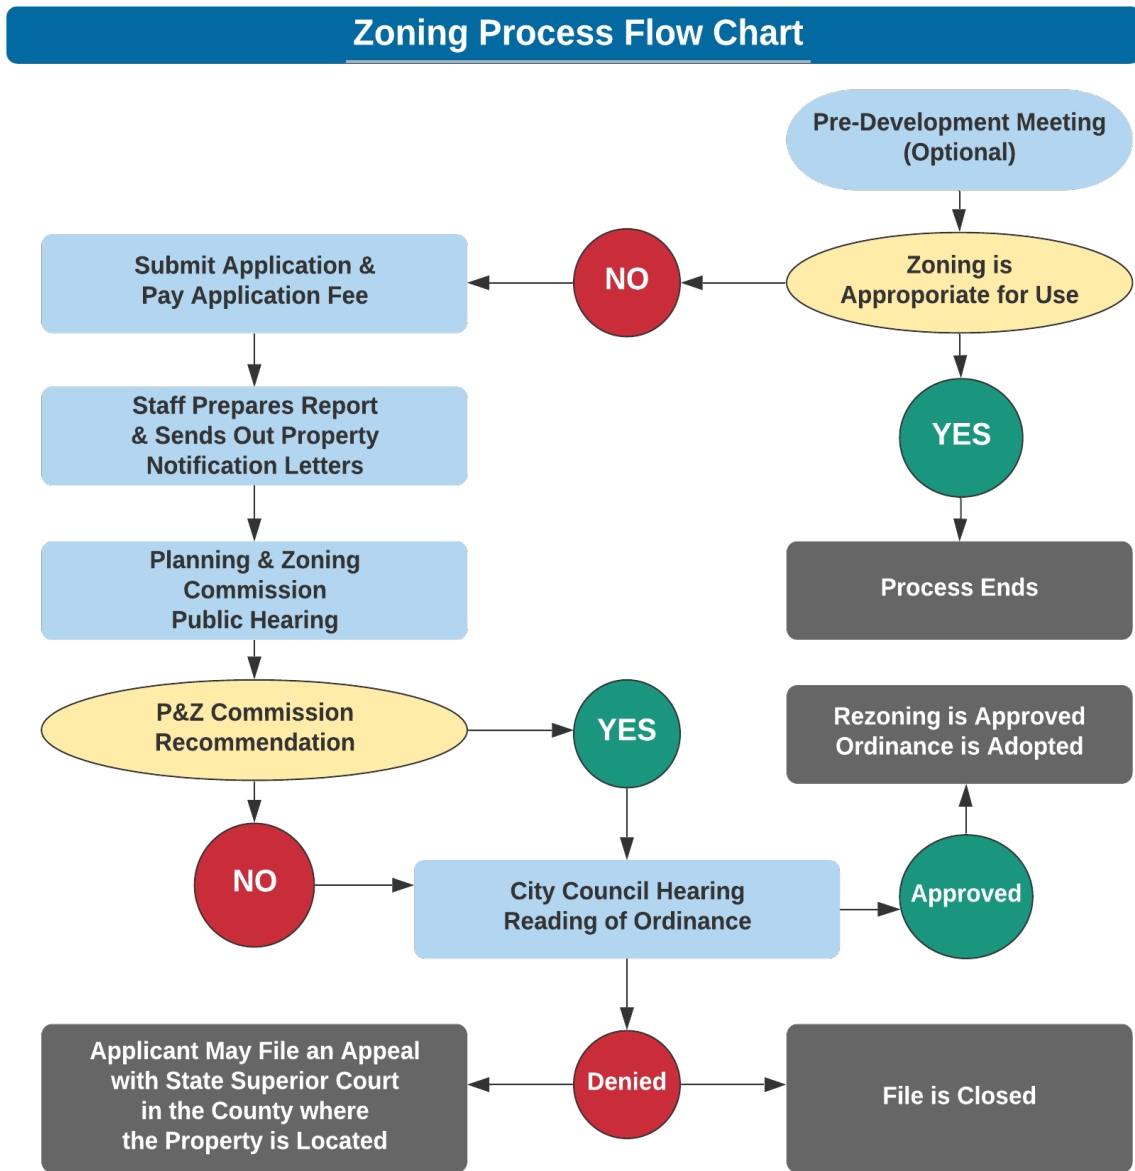 Zoning Process Flow Chart
Pre-Development Meeting
(Optional)
Zoning is
Approporiate for Use
NO
Submit Application &
Pay Application Fee
YES
Staff Prepares Report
& Sends Out Property
Notification Letters
Process Ends
Planning & Zoning
Commission
Public Hearing
P&Z Commission
Recommendation
YES
NO
City Council Hearing
Reading of Ordinance
Approved
Rezoning is Approved
Ordinance is Adopted
Denied
Applicant May File an Appeal
with State Superior Court
in the County where
the Property is Located
File is Closed